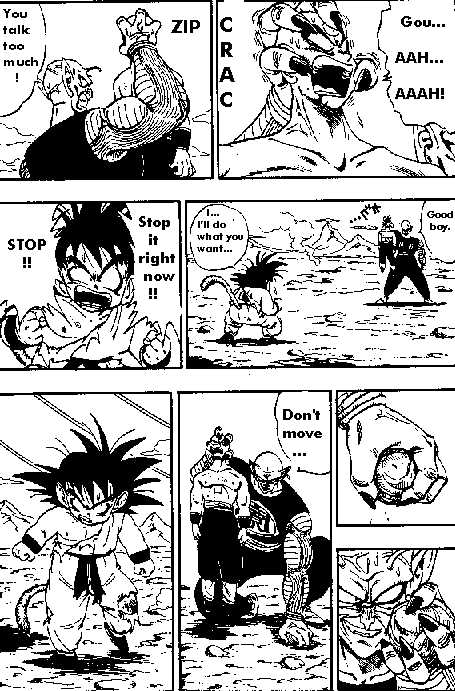 You
talk
too
much
!
ZIP
CRAC
Gou...
AAH...
AAAH!
STOP
!!
Stop
it
right
now
!!
I...
I'll do
what you
want...
Good
boy.
Don't
move
...